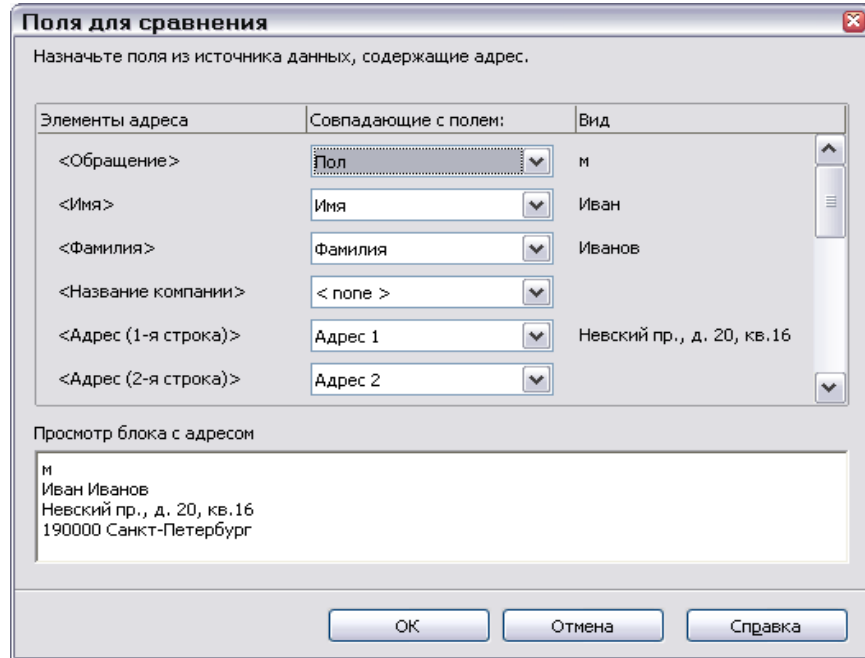 Поля для сравнения
Назначьте поля из источника данных, содержащие адрес.
Элементы адреса Совпадающие с полем: Вид
<Обращение> Пол м
<Имя> Имя Иван
<Фамилия> Фамилия Иванов
<Название компании> < none >
<Адрес (1-я строка)> Адрес 1 Невский пр., д. 20, кв.16
<Адрес (2-я строка)> Адрес 2
Просмотр блока с адресом
м
Иван Иванов
Невский пр., д. 20, кв.16
190000 Санкт-Петербург
ОК Отмена Справка